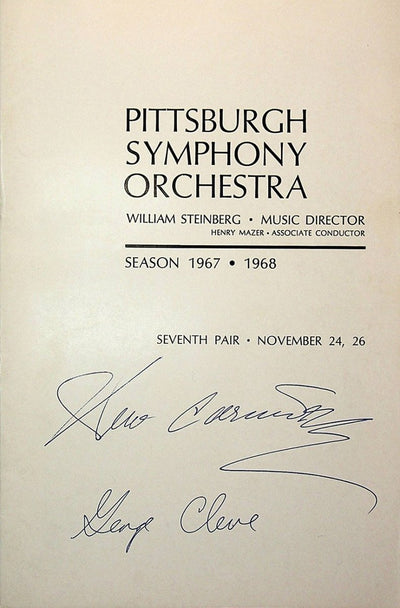 PITTSBURGH
SYMPHONY
ORCHESTRA
WILLIAM STEINBERG • MUSIC DIRECTOR
HENRY MAZER • ASSOCIATE CONDUCTOR
SEASON 1967 • 1968
SEVENTH PAIR • NOVEMBER 24, 26
George Cleve